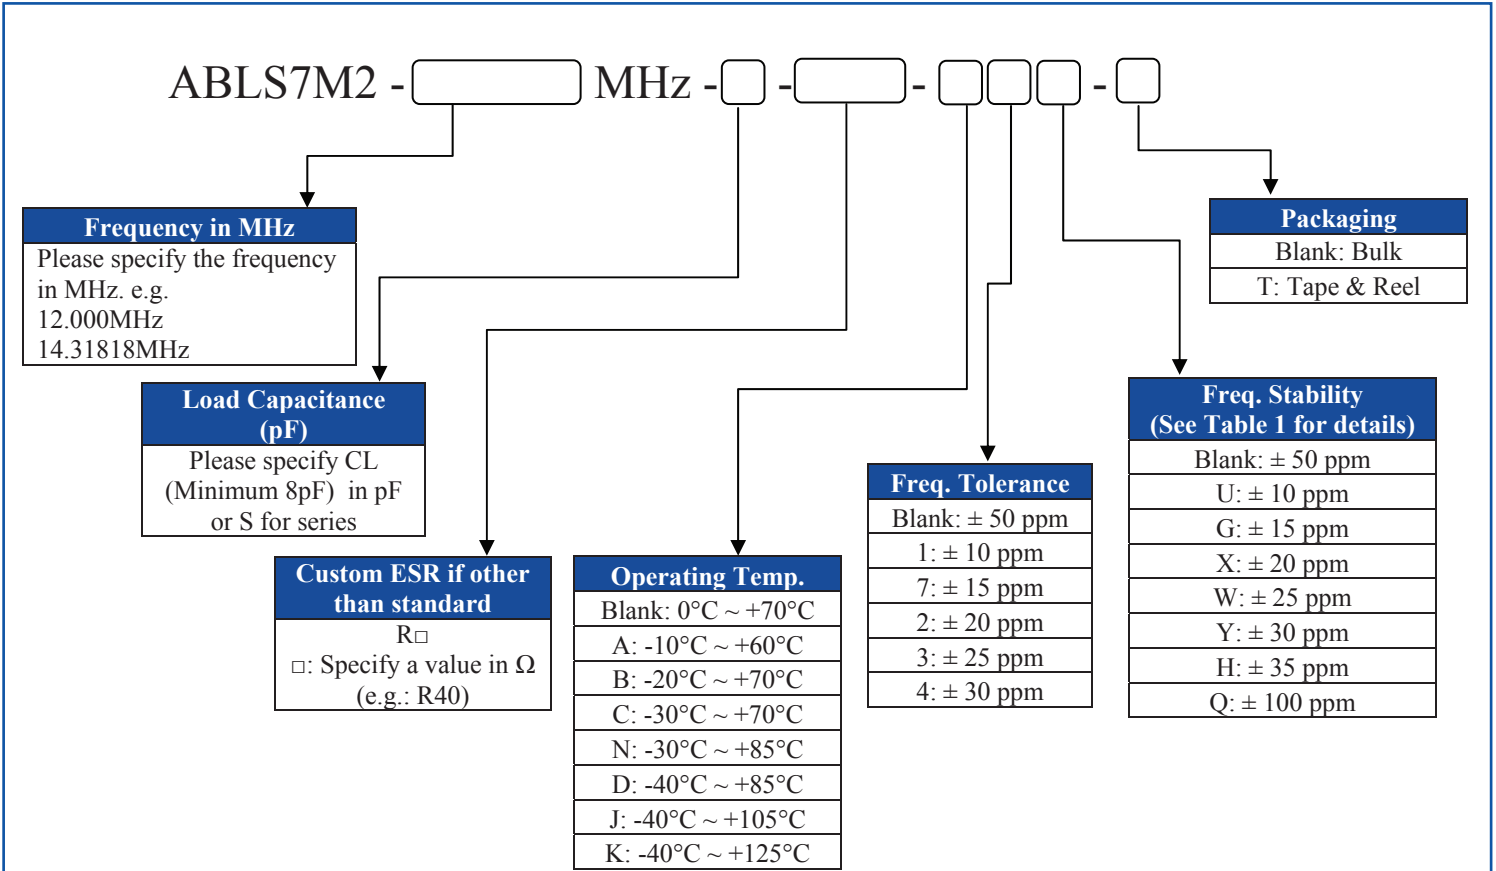 ABLS7M2 - MHz - - - -
Frequency in MHz
Please specify the frequency
in MHz. e.g.
12.000MHz
14.31818MHz
Load Capacitance
(pF)
Please specify CL
(Minimum 8pF) in pF
or S for series
Custom ESR if other
than standard
R□
□: Specify a value in Ω
(e.g.: R40)
Operating Temp.
Blank: 0°C ~ +70°C
A: -10°C ~ +60°C
B: -20°C ~ +70°C
C: -30°C ~ +70°C
N: -30°C ~ +85°C
D: -40°C ~ +85°C
J: -40°C ~ +105°C
K: -40°C ~ +125°C
Freq. Tolerance
Blank: ± 50 ppm
1: ± 10 ppm
7: ± 15 ppm
2: ± 20 ppm
3: ± 25 ppm
4: ± 30 ppm
Freq. Stability
(See Table 1 for details)
Blank: ± 50 ppm
U: ± 10 ppm
G: ± 15 ppm
X: ± 20 ppm
W: ± 25 ppm
Y: ± 30 ppm
H: ± 35 ppm
Q: ± 100 ppm
Packaging
Blank: Bulk
T: Tape & Reel